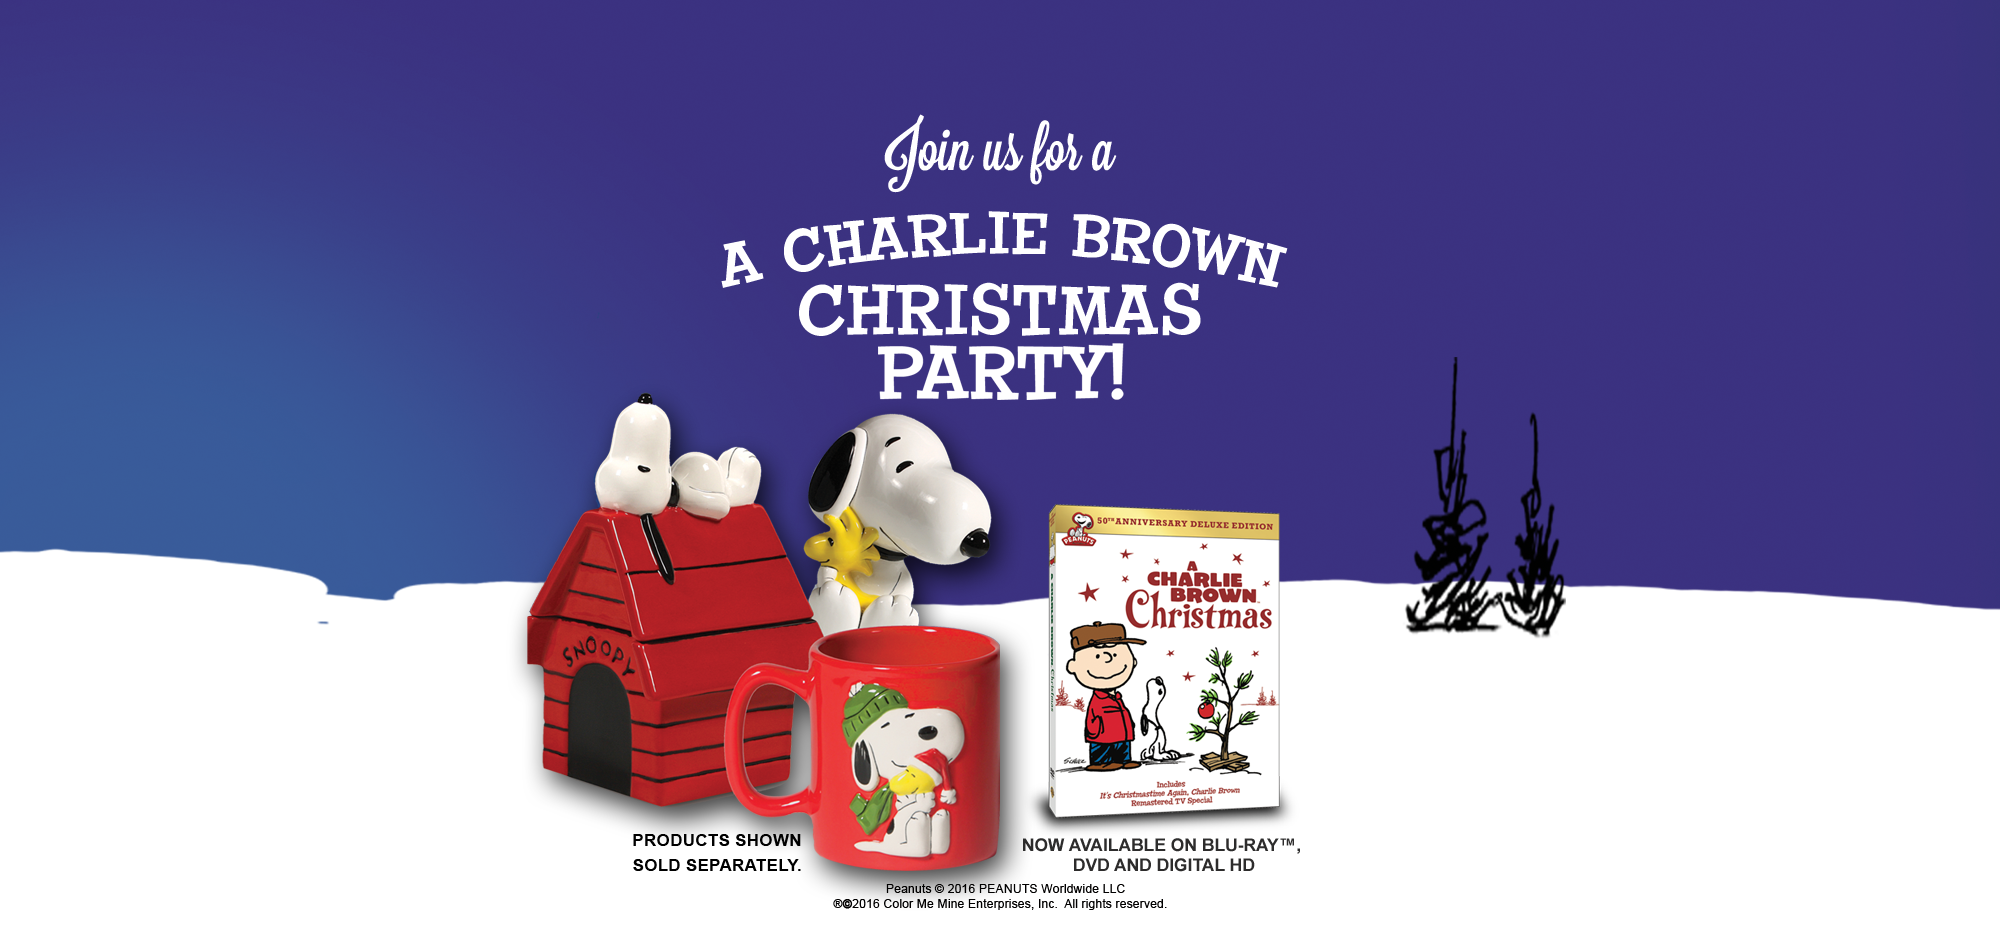 Join us for a
A CHARLIE BROWN
CHRISTMAS
PARTY!
SNOOPY
50TH ANNIVERSARY DELUXE EDITION
PEANUTS
A
CHARLIE
BROWN
Christmas
SCHULZ
Includes
It's Christmastime Again, Charlie Brown
Remastered TV Special
PRODUCTS SHOWN
SOLD SEPARATELY.
NOW AVAILABLE ON BLU-RAY™,
DVD AND DIGITAL HD
Peanuts © 2016 PEANUTS Worldwide LLC
®©2016 Color Me Mine Enterprises, Inc. All rights reserved.